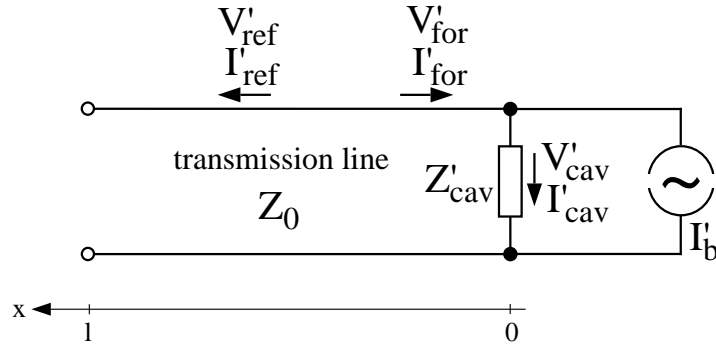 V'ref V'for
I'ref I'for
transmission line
Z0
Z'cav
V'cav
I'cav
~
I'b
x
l 0